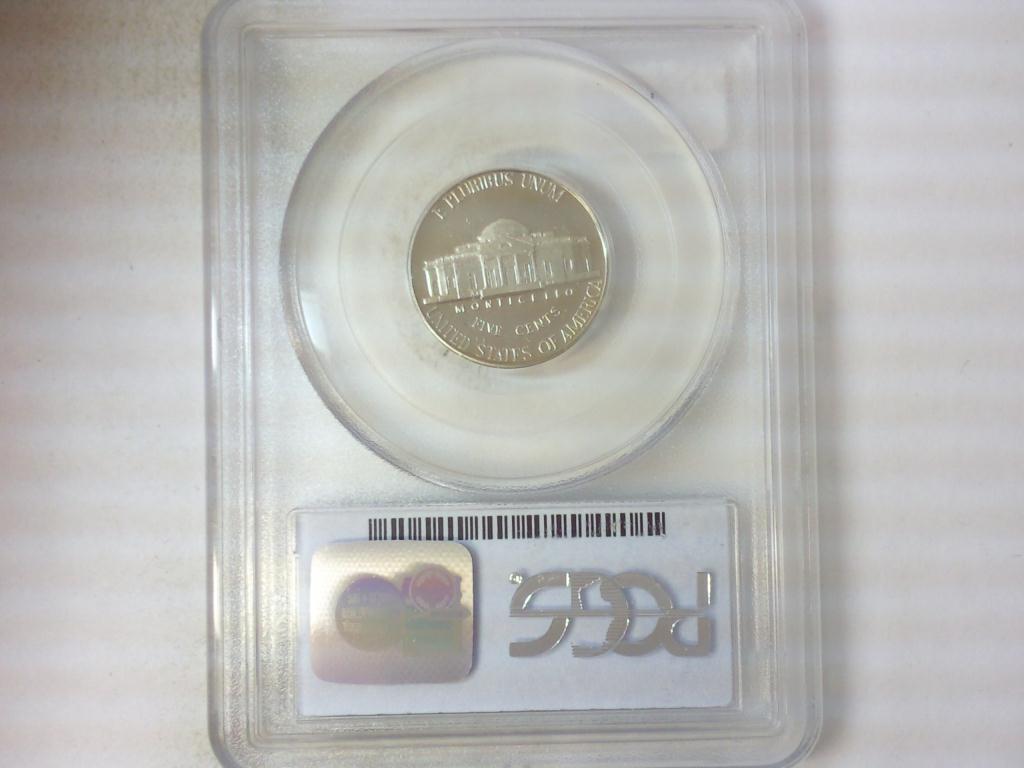 E PLURIBUS UNUM
MONTICELLO
FIVE CENTS
UNITED STATES OF AMERICA
PCGS